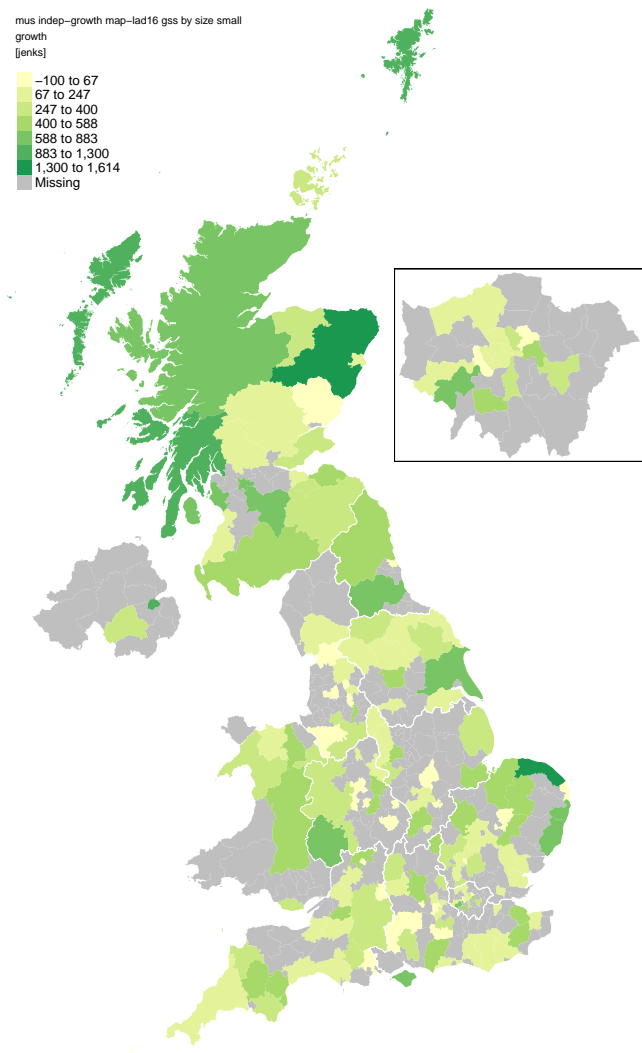 mus indep−growth map−lad16 gss by size small
growth
[jenks]
−100 to 67
67 to 247
247 to 400
400 to 588
588 to 883
883 to 1,300
1,300 to 1,614
Missing